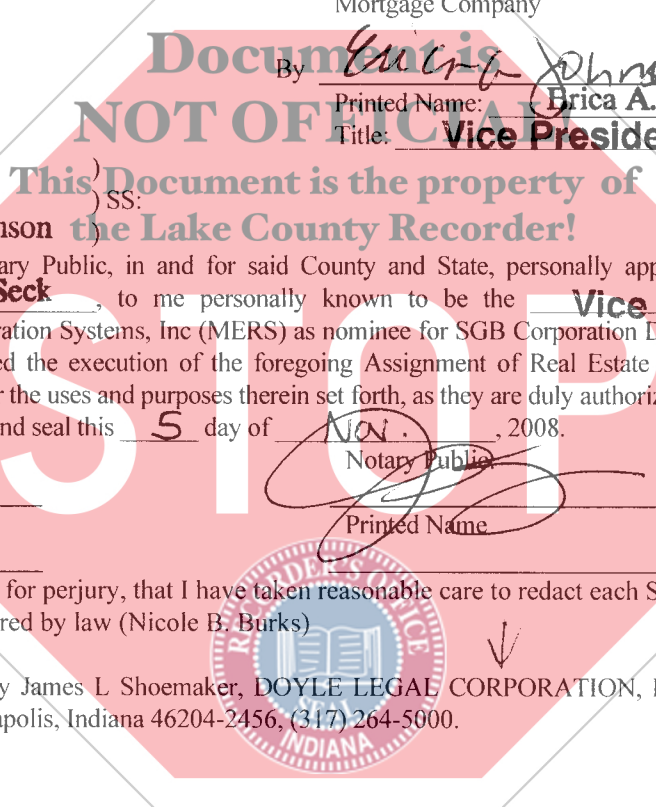 Mortgage Company
Document is
By Erica Johns
NOT OFFICIAL!
Printed Name: Erica A.
Title: Vice Preside
This Document is the property of
) SS:
nson the Lake County Recorder!
ary Public, in and for said County and State, personally app
Seck, to me personally known to be the Vice
ration Systems, Inc (MERS) as nominee for SGB Corporation D
ed the execution of the foregoing Assignment of Real Estate
r the uses and purposes therein set forth, as they are duly authoriz
nd seal this 5 day of Nov., 2008.
STOP
Notary Public
Printed Name
RECORDER'S OFFICE
for perjury, that I have taken reasonable care to redact each S
red by law (Nicole B. Burks)
y James L Shoemaker, DOYLE LEGAL CORPORATION,
SEAL
apolis, Indiana 46204-2456, (317) 264-5000.
INDIANA